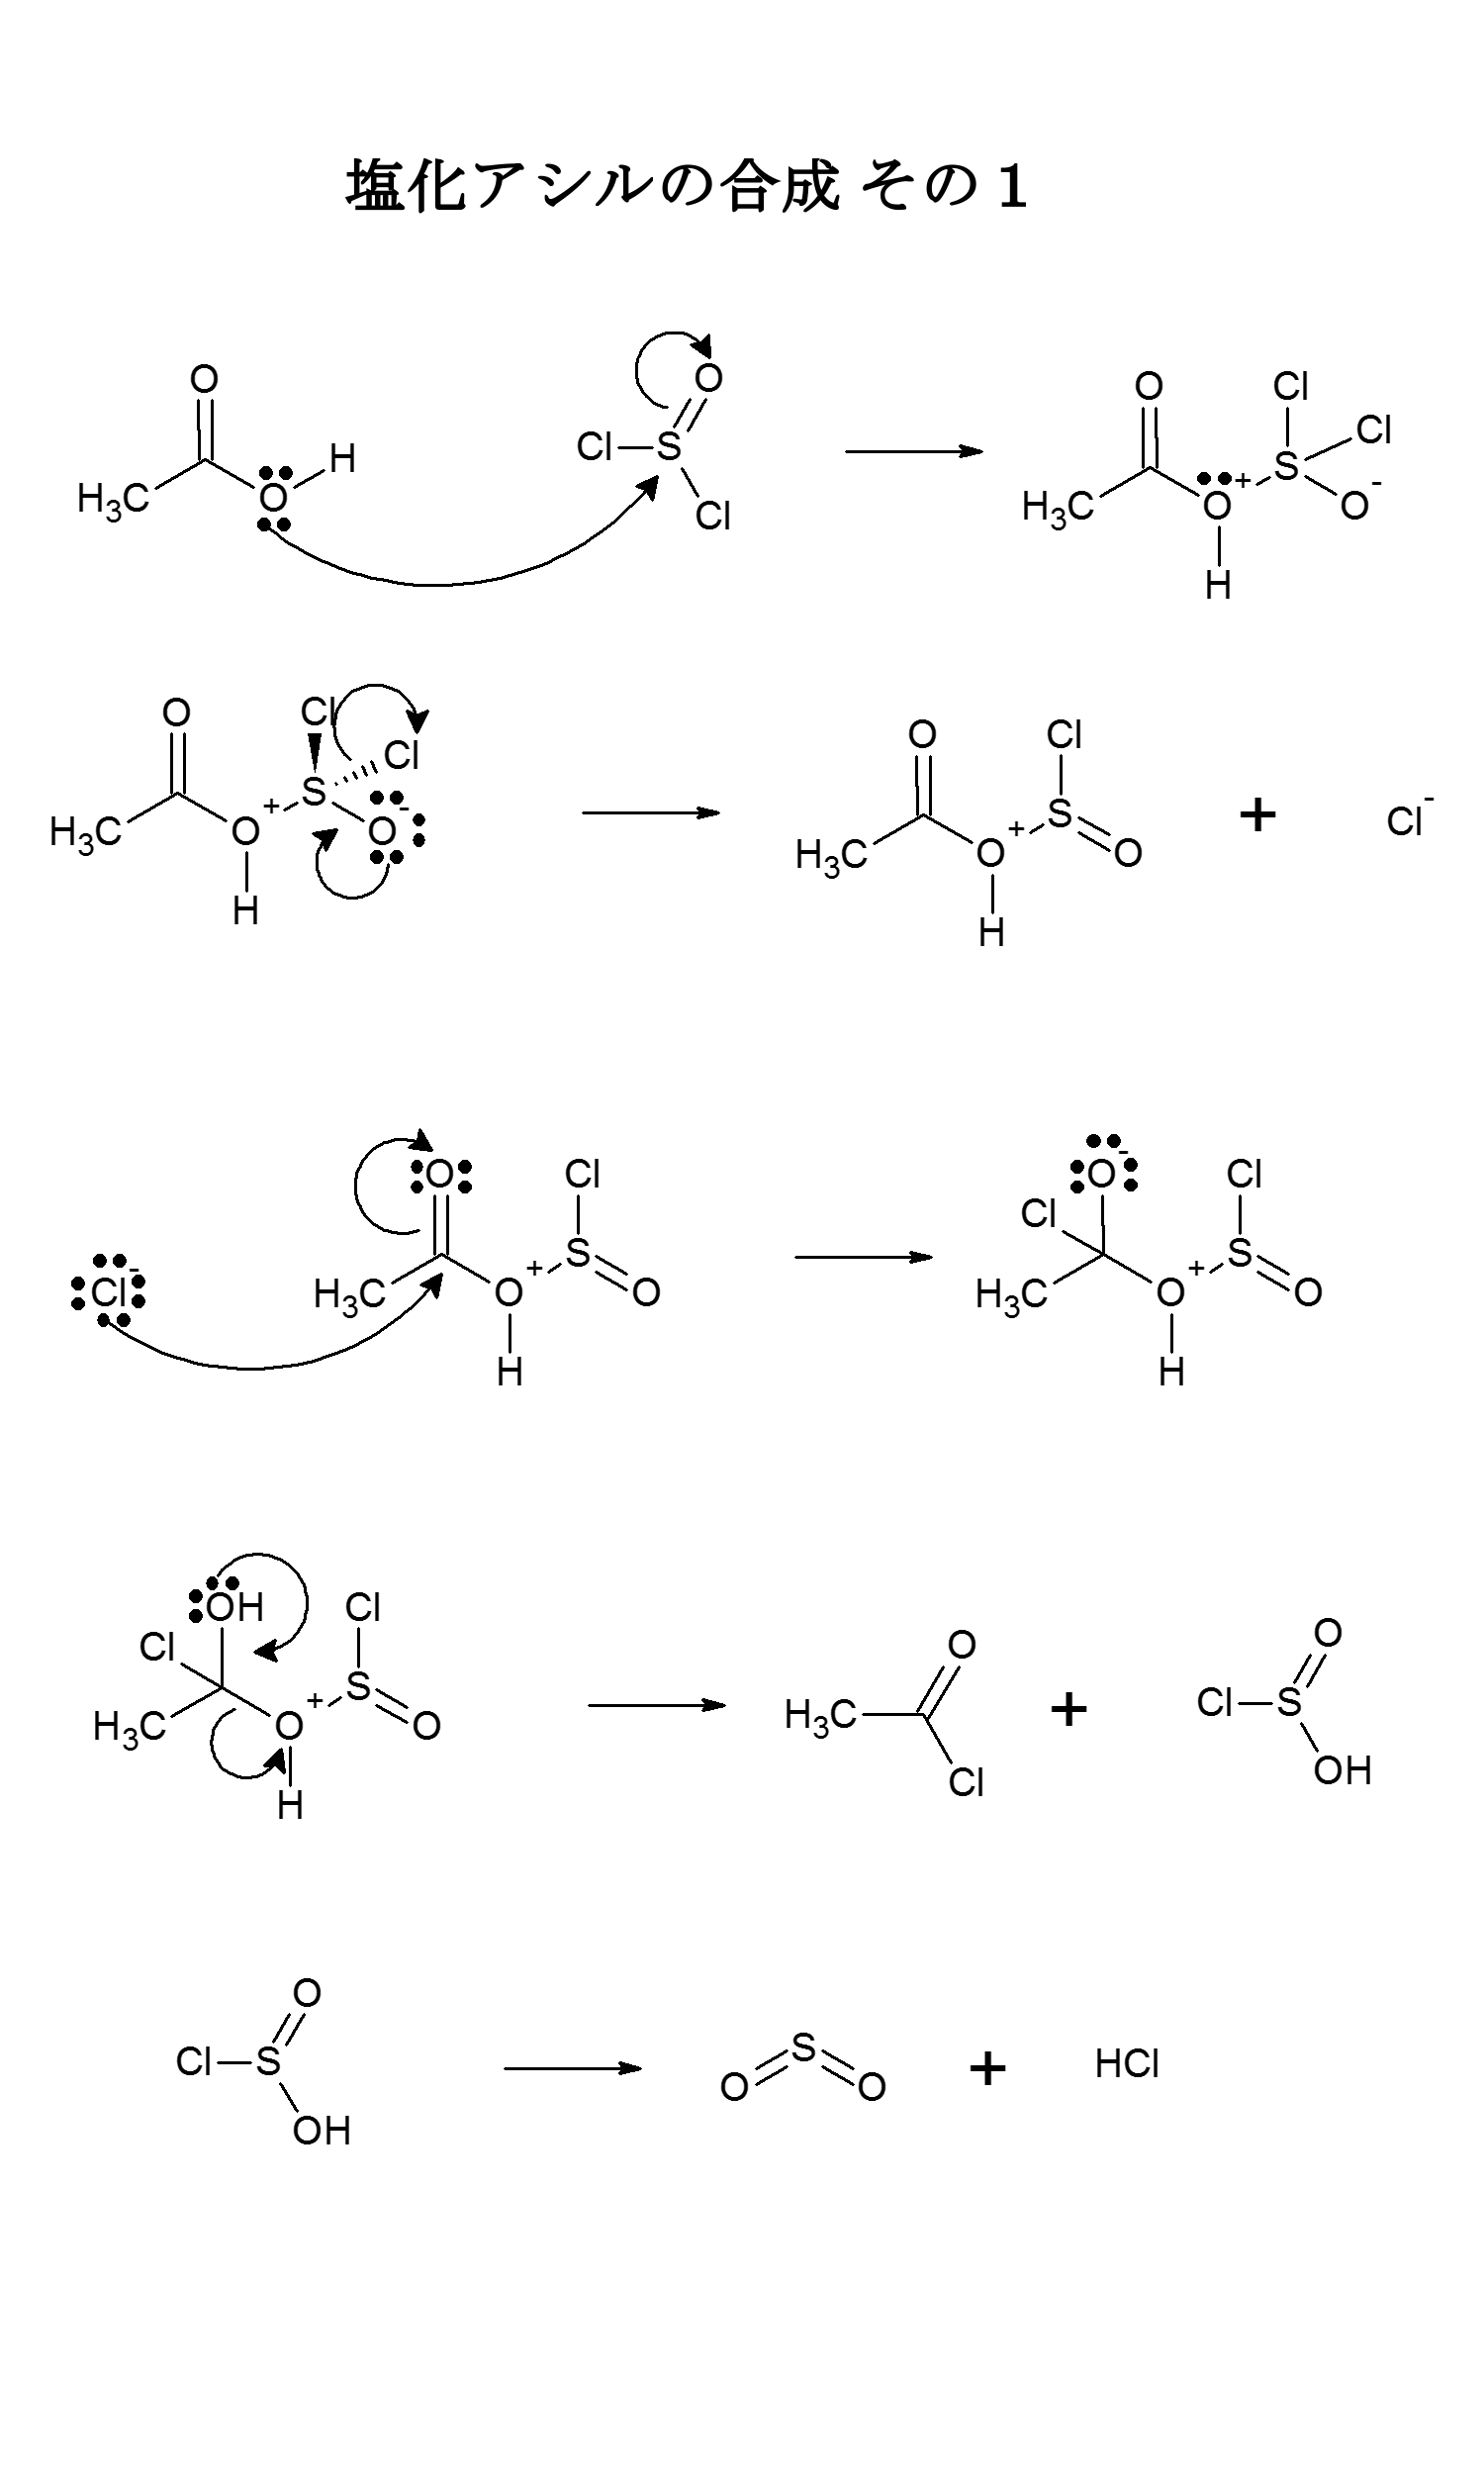 塩化アシルの合成 その１
O H H₃C O O Cl S Cl O Cl Cl H₃C O + S O - H
O Cl Cl H₃C O + S O - H O Cl H₃C O + S O H + Cl -
Cl - O Cl H₃C O + S O H O - Cl Cl H₃C O + S O H
OH Cl Cl H₃C O + S O H O H₃C Cl + O Cl S OH
O Cl S OH S O O + HCl